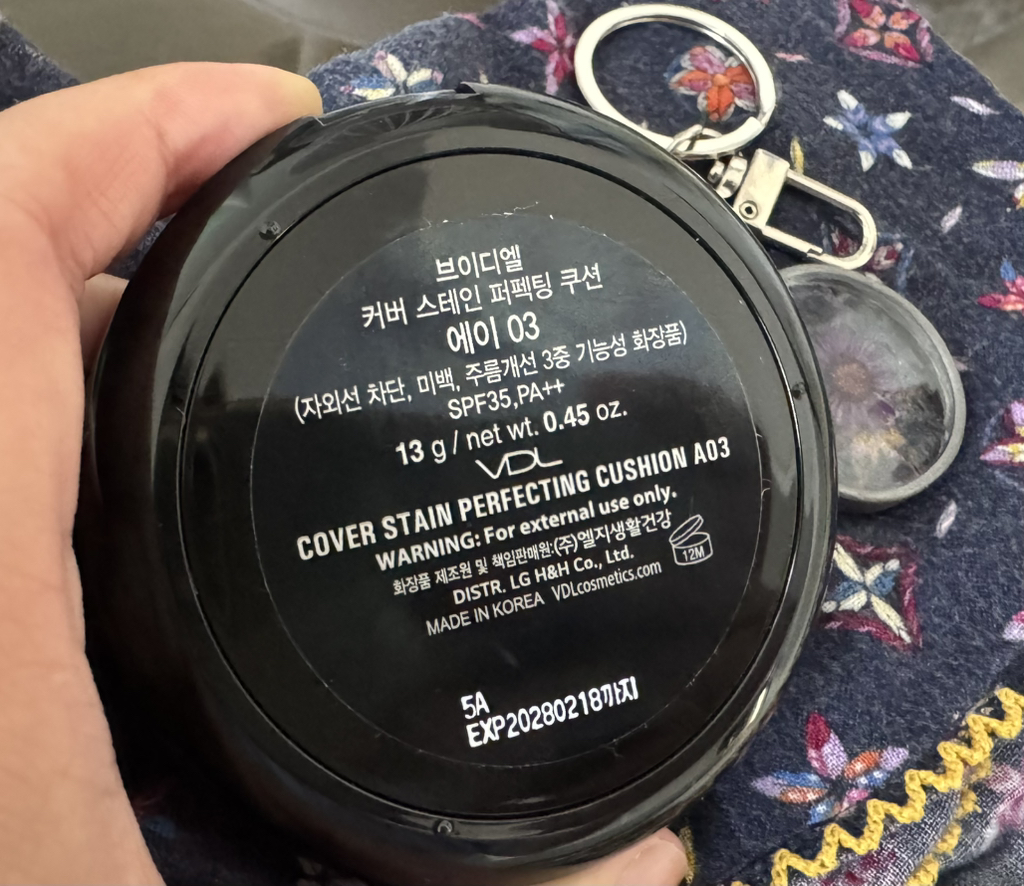 브이디엘
커버 스테인 퍼펙팅 쿠션
에이 03
(자외선 차단, 미백, 주름개선 3중 기능성 화장품)
SPF35,PA++
13 g / net wt. 0.45 oz.
VDL
COVER STAIN PERFECTING CUSHION A03
WARNING: For external use only.
화장품 제조원 및 책임판매원:(주)엘지생활건강
12M
DISTR. LG H&H Co., Ltd.
MADE IN KOREA VDLcosmetics.com
5A
EXP20280218까지